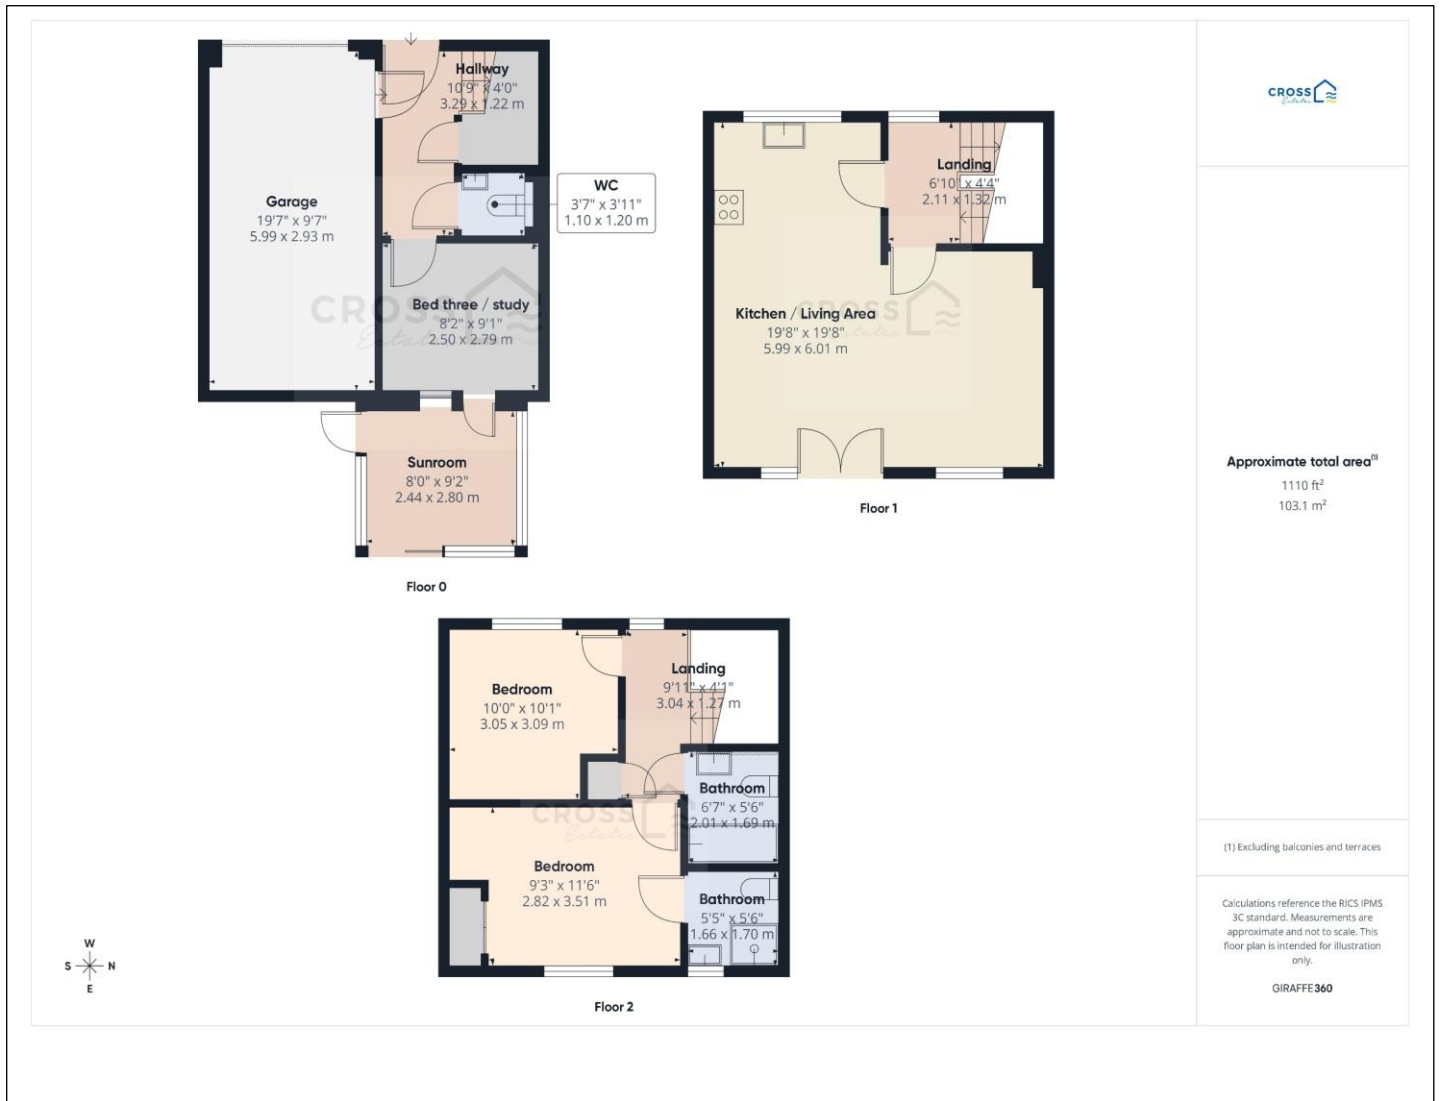 Hallway
10'9" x 4'0"
3.29 x 1.22 m
WC
3'7" x 3'11"
1.10 x 1.20 m
Garage
19'7" x 9'7"
5.99 x 2.93 m
Bed three / study
8'2" x 9'1"
2.50 x 2.79 m
CROSS
Estates
Sunroom
8'0" x 9'2"
2.44 x 2.80 m
Floor 0
Landing
6'10" x 4'4"
2.11 x 1.32 m
Kitchen / Living Area
19'8" x 19'8"
5.99 x 6.01 m
CROSS
Estates
Floor 1
Landing
9'11" x 4'1"
3.04 x 1.27 m
Bedroom
10'0" x 10'1"
3.05 x 3.09 m
Bathroom
6'7" x 5'6"
2.01 x 1.69 m
CROSS
Estates
Bedroom
9'3" x 11'6"
2.82 x 3.51 m
Bathroom
5'5" x 5'6"
1.66 x 1.70 m
Floor 2
W
S N
E
CROSS
Estates
Approximate total area(1)
1110 ft²
103.1 m²
(1) Excluding balconies and terraces
Calculations reference the RICS IPMS
3C standard. Measurements are
approximate and not to scale. This
floor plan is intended for illustration
only.
GIRAFFE360